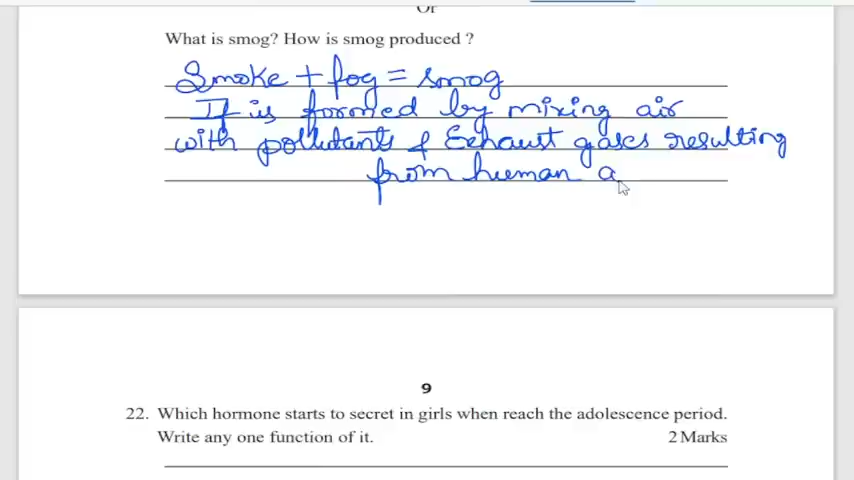 Or
What is smog? How is smog produced ?
Smoke + fog = smog
It is formed by mixing air
with pollutants & Exhaust gases resulting
from human a
9
22. Which hormone starts to secret in girls when reach the adolescence period.
Write any one function of it. 2 Marks